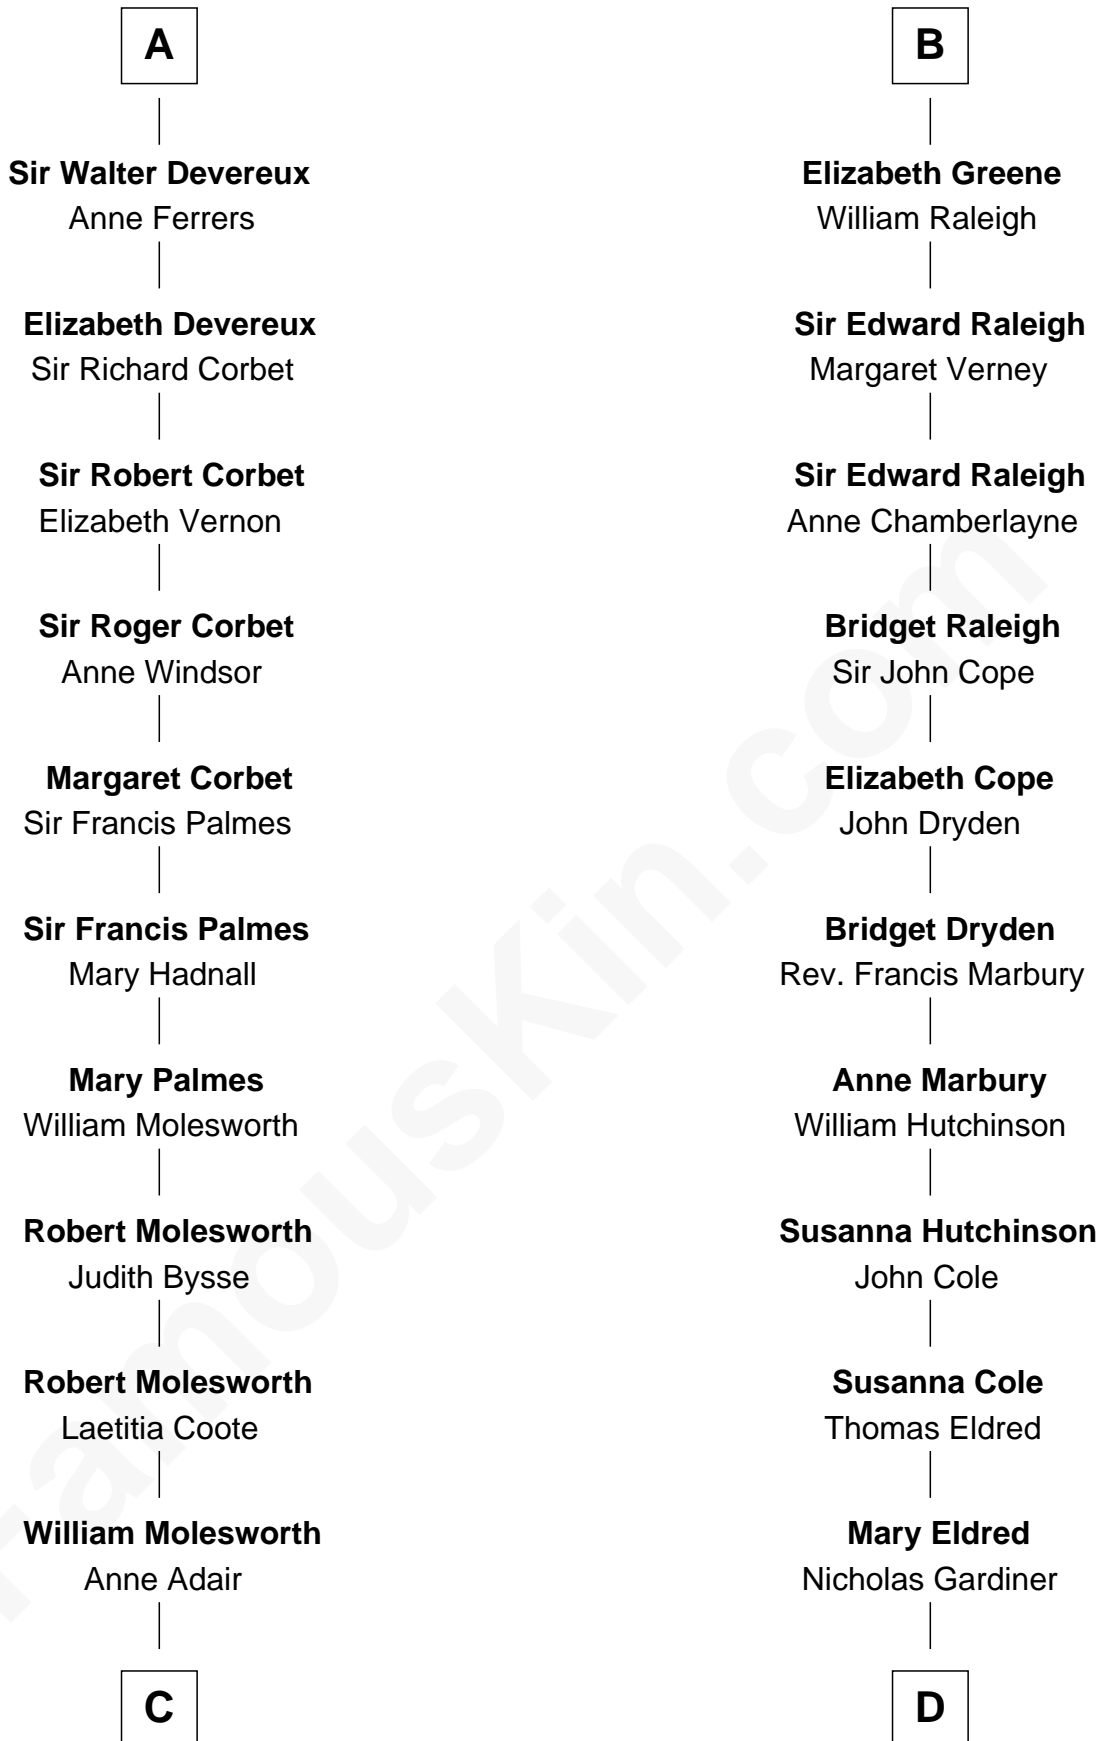 A
Sir Walter Devereux
Anne Ferrers
Elizabeth Devereux
Sir Richard Corbet
Sir Robert Corbet
Elizabeth Vernon
Sir Roger Corbet
Anne Windsor
Margaret Corbet
Sir Francis Palmes
Sir Francis Palmes
Mary Hadnall
Mary Palmes
William Molesworth
Robert Molesworth
Judith Bysse
Robert Molesworth
Laetitia Coote
William Molesworth
Anne Adair
C
B
Elizabeth Greene
William Raleigh
Sir Edward Raleigh
Margaret Verney
Sir Edward Raleigh
Anne Chamberlayne
Bridget Raleigh
Sir John Cope
Elizabeth Cope
John Dryden
Bridget Dryden
Rev. Francis Marbury
Anne Marbury
William Hutchinson
Susanna Hutchinson
John Cole
Susanna Cole
Thomas Eldred
Mary Eldred
Nicholas Gardiner
D
FamousKin.com